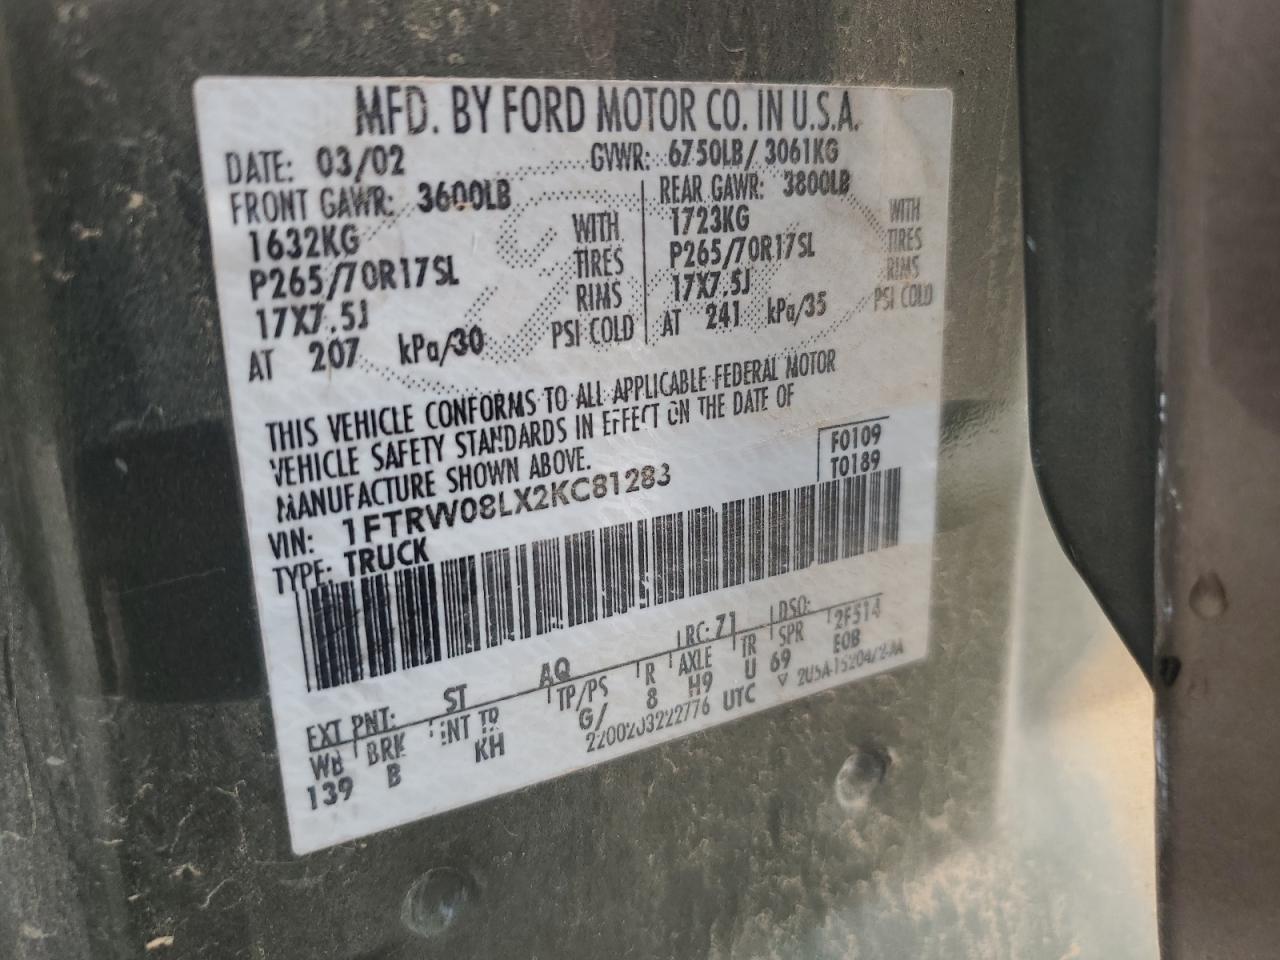 MFD. BY FORD MOTOR CO. IN U.S.A.
DATE: 03/02 GVWR: 6750LB/ 3061KG
FRONT GAWR: 3600LB REAR GAWR: 3800LB
1632KG WITH 1723KG WITH
P265/70R17SL TIRES P265/70R17SL TIRES
17X7.5J RIMS 17X7.5J RIMS
AT 207 kPa/30 PSI COLD AT 241 kPa/35 PSI COLD
THIS VEHICLE CONFORMS TO ALL APPLICABLE FEDERAL MOTOR
VEHICLE SAFETY STANDARDS IN EFFECT ON THE DATE OF
MANUFACTURE SHOWN ABOVE.
F0109
T0189
VIN: 1FTRW08LX2KC81283
TYPE: TRUCK
EXT PNT: ST AQ RC: 71 DSO: 2F514
WB BRK INT TR TP/PS R AXLE TR SPR EOB
139 B KH G/ 8 H9 U 69
UTC